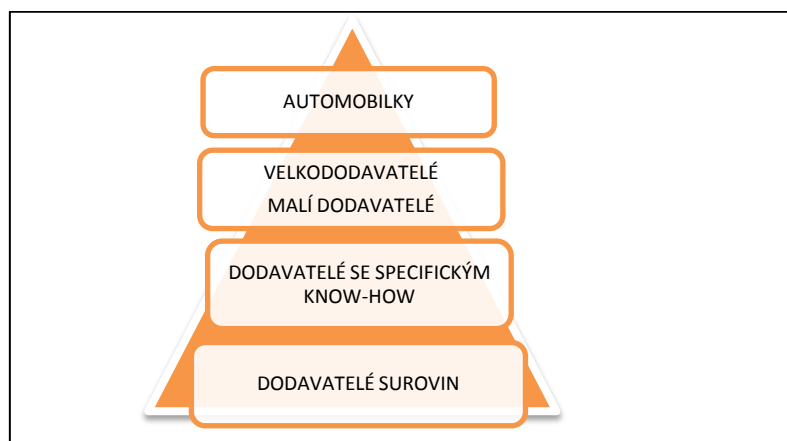 AUTOMOBILKY
VELKODODAVATELÉ
MALÍ DODAVATELÉ
DODAVATELÉ SE SPECIFICKÝM
KNOW-HOW
DODAVATELÉ SUROVIN